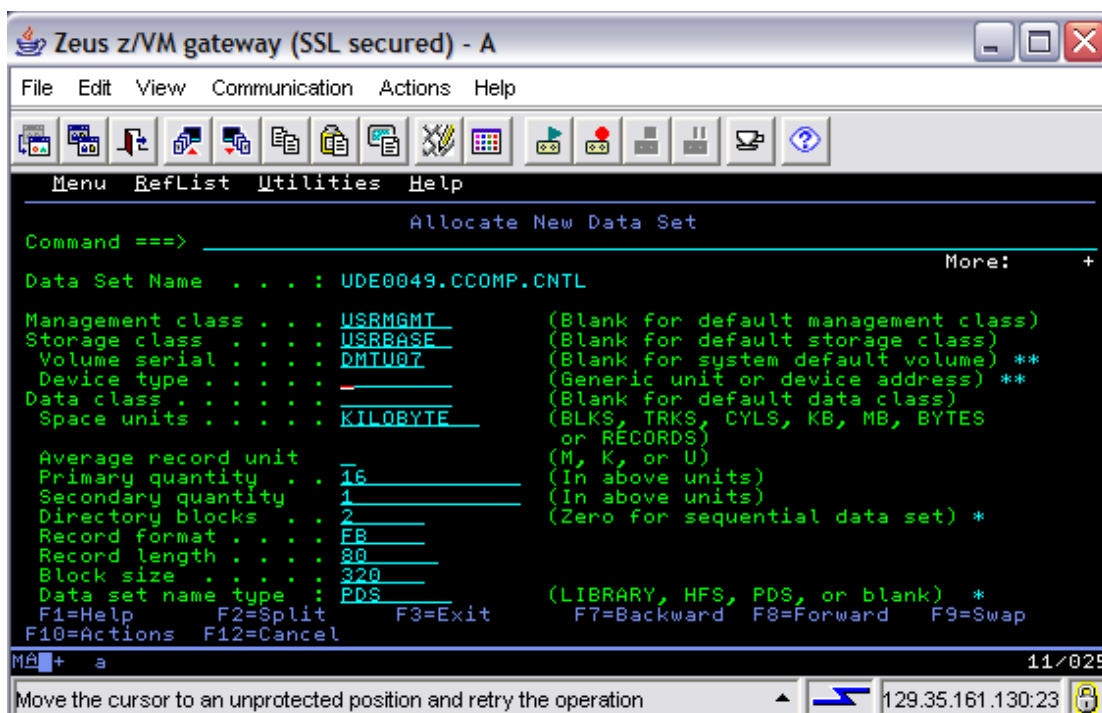 Zeus z/VM gateway (SSL secured) - A
File Edit View Communication Actions Help
Menu RefList Utilities Help
Allocate New Data Set
Command ===>
More: +
Data Set Name . . . : UDE0049.CCOMP.CNTL
Management class . . . USRMGMT (Blank for default management class)
Storage class . . . . USRBASE (Blank for default storage class)
Volume serial . . . . DMTU07 (Blank for system default volume) **
Device type . . . . . (Generic unit or device address) **
Data class . . . . . . (Blank for default data class)
Space units . . . . . KILOBYTE (BLKS, TRKS, CYLS, KB, MB, BYTES
or RECORDS)
Average record unit (M, K, or U)
Primary quantity . . 16 (In above units)
Secondary quantity 1 (In above units)
Directory blocks . . 2 (Zero for sequential data set) *
Record format . . . . FB
Record length . . . . 80
Block size . . . . . 320
Data set name type : PDS (LIBRARY, HFS, PDS, or blank) *
F1=Help F2=Split F3=Exit F7=Backward F8=Forward F9=Swap
F10=Actions F12=Cancel
MA + a 11/025
Move the cursor to an unprotected position and retry the operation 129.35.161.130:23